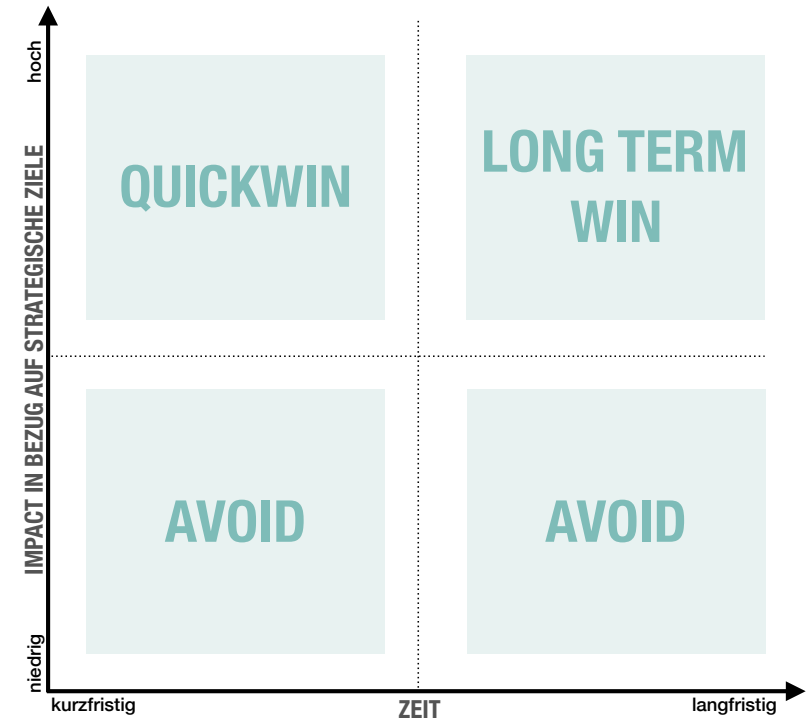 hoch
IMPACT IN BEZUG AUF STRATEGISCHE ZIELE
niedrig
QUICKWIN
LONG TERM
WIN
AVOID
AVOID
kurzfristig
ZEIT
langfristig